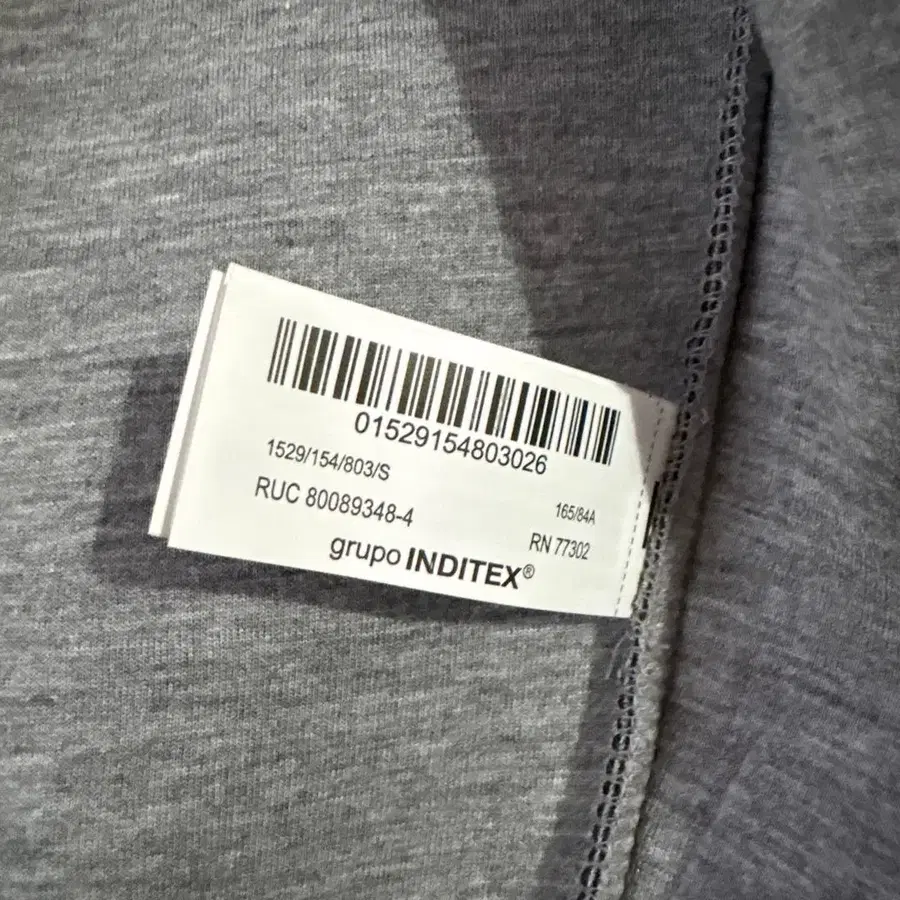 01529154803026
1529/154/803/S
165/84A
RUC 80089348-4
RN 77302
grupo INDITEX®